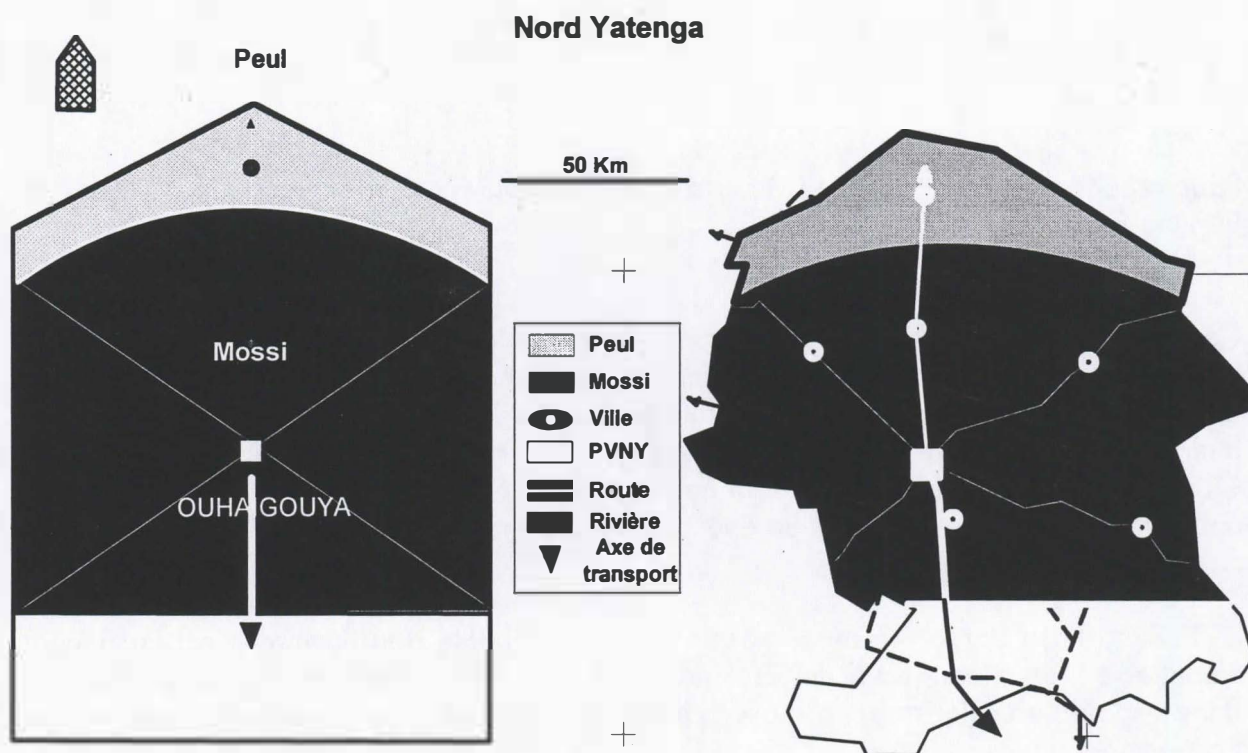 Nord Yatenga
Peul
50 Km
Mossi
OUHAIGOUYA
Peul
Mossi
Ville
PVNY
Route
Rivière
Axe de
transport